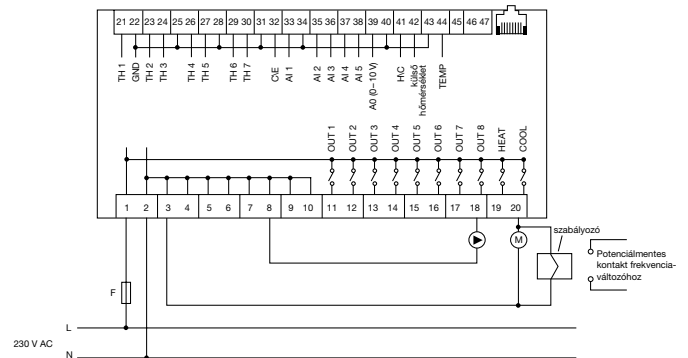 21 22 23 24 25 26 27 28 29 30 31 32 33 34 35 36 37 38 39 40 41 42 43 44 45 46 47
TH 1
GND
TH 2
TH 3
TH 4
TH 5
TH 6
TH 7
C\E
AI 1
AI 2
AI 3
AI 4
AI 5
A0 (0–10 V)
H\C
külső
hőmérséklet
TEMP
OUT 1
OUT 2
OUT 3
OUT 4
OUT 5
OUT 6
OUT 7
OUT 8
HEAT
COOL
1 2 3 4 5 6 7 8 9 10 11 12 13 14 15 16 17 18 19 20
szabályozó
M
Potenciálmentes
kontakt frekvencia-
változóhoz
F
L
230 V AC
N